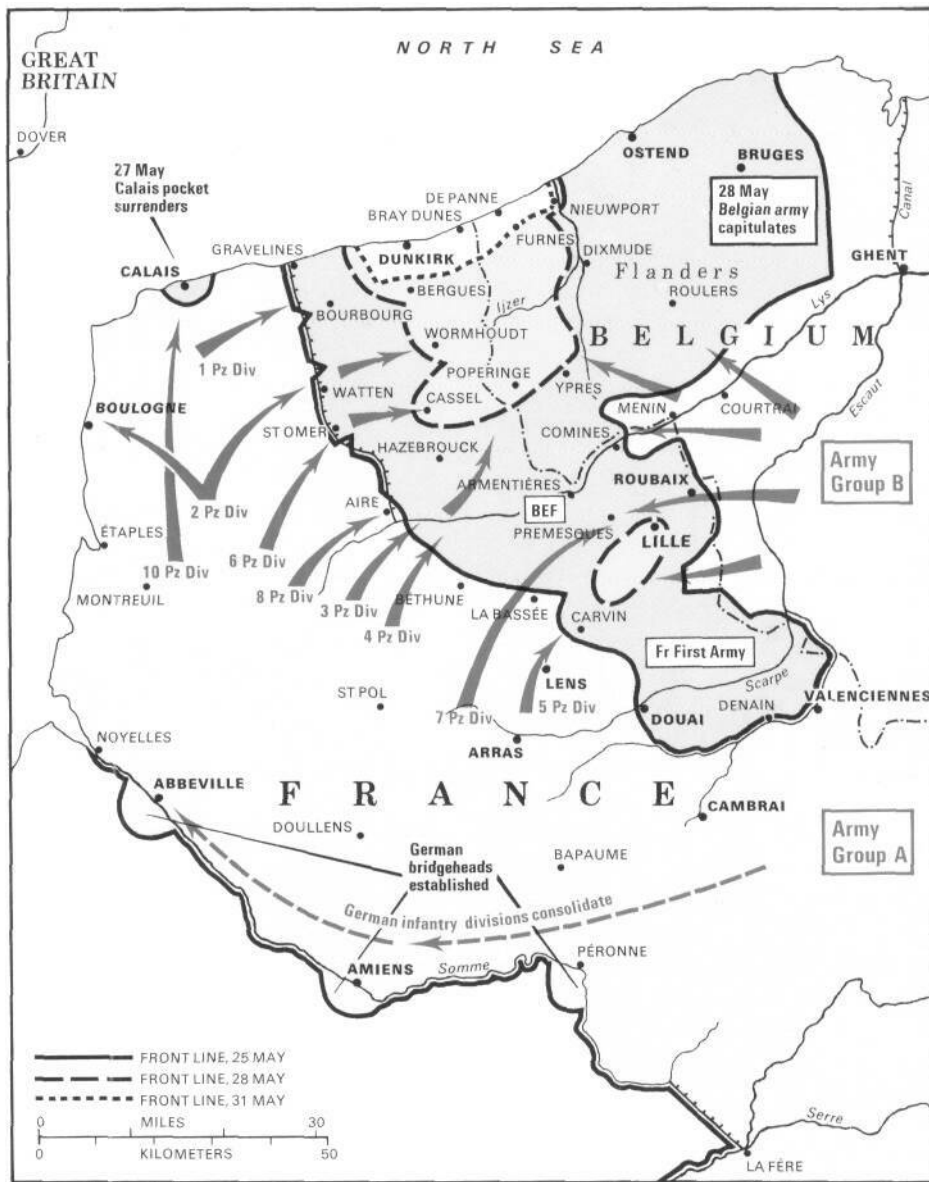 NORTH SEA
GREAT
BRITAIN
DOVER
27 May
Calais pocket
surrenders
OSTEND
BRUGES
DE PANNE
BRAY DUNES
NIEUWPORT
28 May
Belgian army
capitulates
Canal
GRAVELINES
DUNKIRK
FURNES
DIXMUDE
GHENT
CALAIS
BERGUES
Flanders
BOURBOURG
Ijzer
ROULERS
Lys
WORMHOUDT
BELGIUM
1 Pz Div
POPERINGE
YPRES
WATTEN
CASSEL
Escaut
BOULOGNE
MENIN
COURTRAI
ST OMER
HAZEBROUCK
COMINES
Army
Group B
ARMENTIÈRES
ROUBAIX
2 Pz Div
AIRE
BEF
PREMESQUES
ÉTAPLES
6 Pz Div
LILLE
10 Pz Div
8 Pz Div
MONTREUIL
3 Pz Div
BÉTHUNE
LA BASSÉE
4 Pz Div
CARVIN
Fr First Army
LENS
Scarpe
ST POL
VALENCIENNES
7 Pz Div
5 Pz Div
DOUAI
DENAIN
NOYELLES
ARRAS
ABBEVILLE
FRANCE
CAMBRAI
DOULLENS
Army
Group A
German
bridgeheads
established
BAPAUME
German infantry divisions consolidate
PÉRONNE
AMIENS
Somme
FRONT LINE, 25 MAY
FRONT LINE, 28 MAY
FRONT LINE, 31 MAY
0 MILES 30
0 KILOMETERS 50
Serre
LA FÈRE